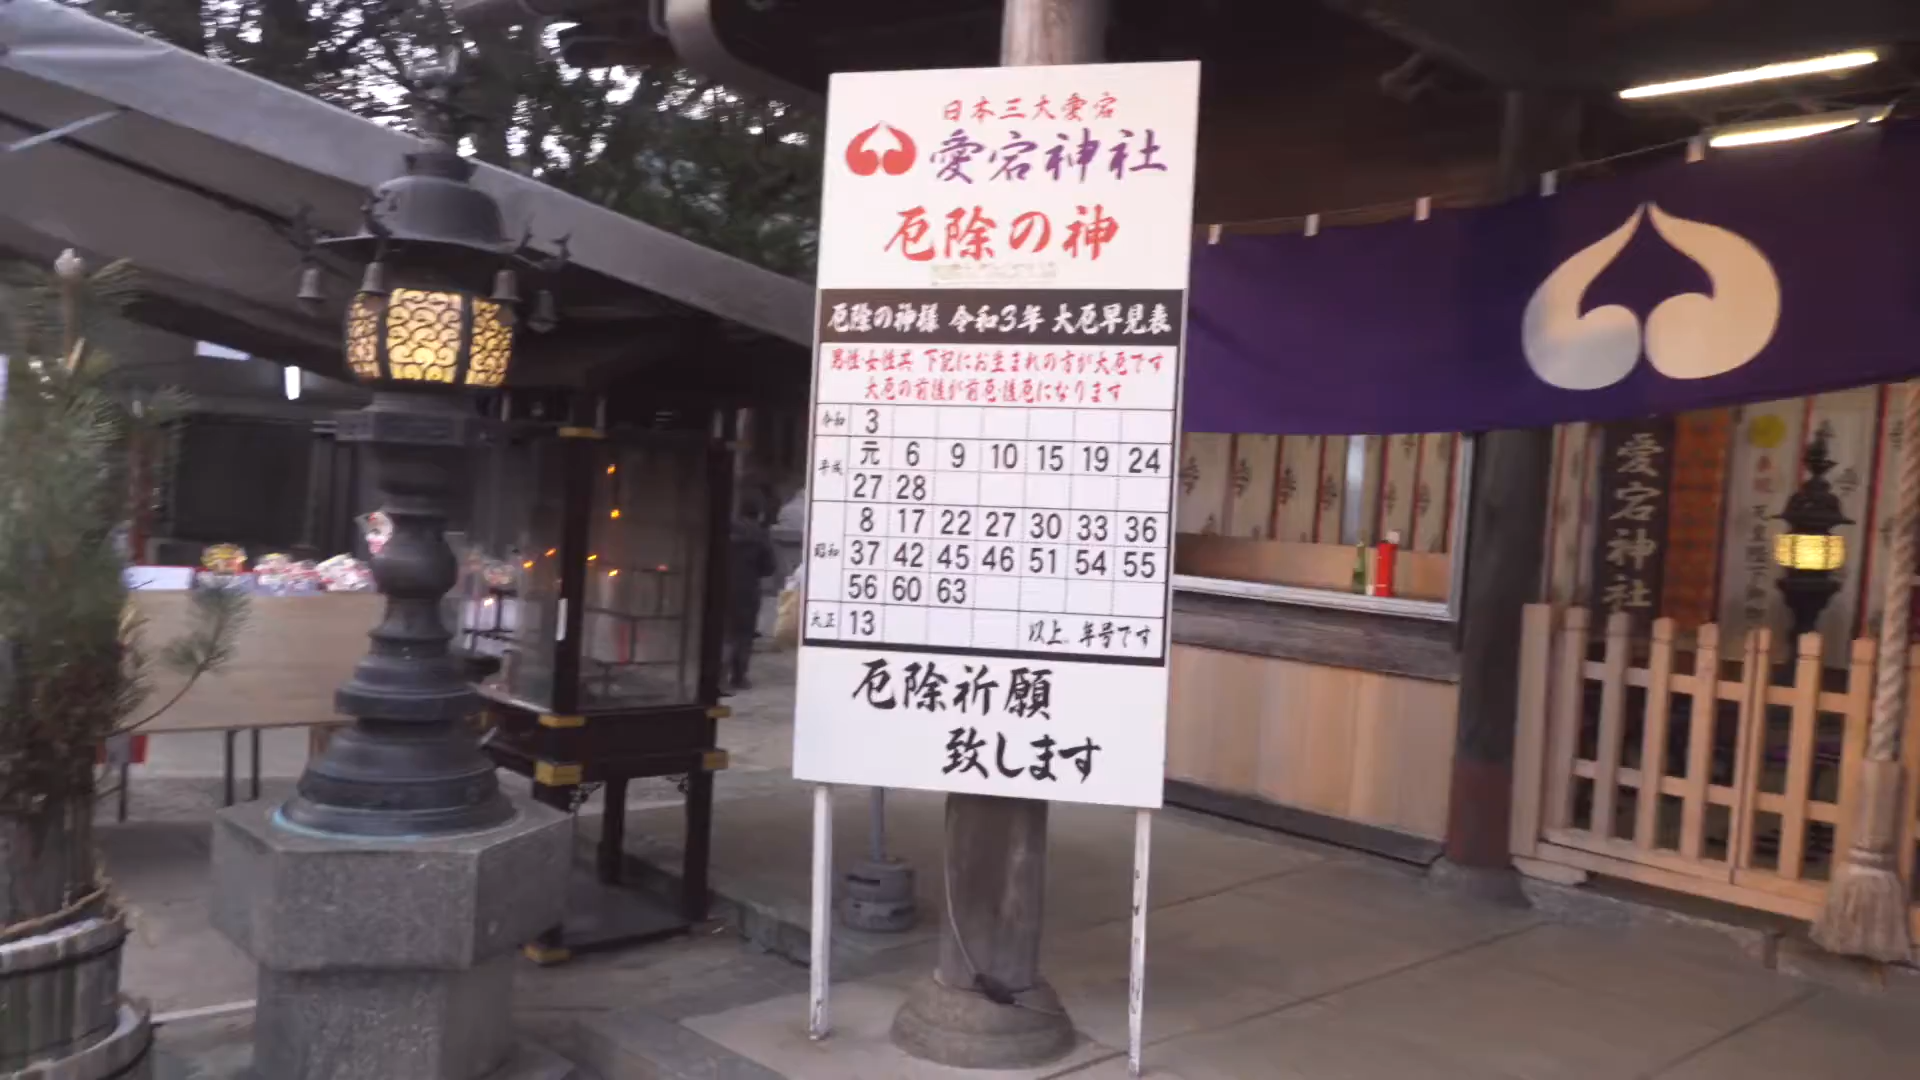 日本三大愛宕
愛宕神社
厄除の神
厄除の神様 令和3年 大厄早見表
男性・女性共 下記にお生まれの方が大厄です
大厄の前後が前厄・後厄になります
令和 3
平成 元 6 9 10 15 19 24
27 28
昭和 8 17 22 27 30 33 36
37 42 45 46 51 54 55
56 60 63
大正 13 以上、年号です
厄除祈願
致します
愛宕神社